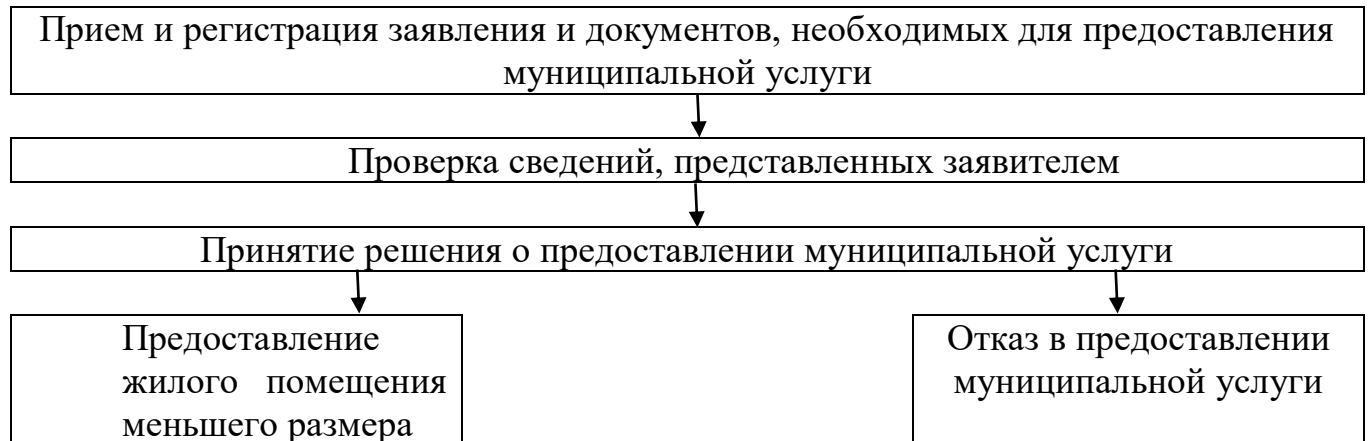 Прием и регистрация заявления и документов, необходимых для предоставления
муниципальной услуги
Проверка сведений, представленных заявителем
Принятие решения о предоставлении муниципальной услуги
Предоставление
жилого помещения
меньшего размера
Отказ в предоставлении
муниципальной услуги